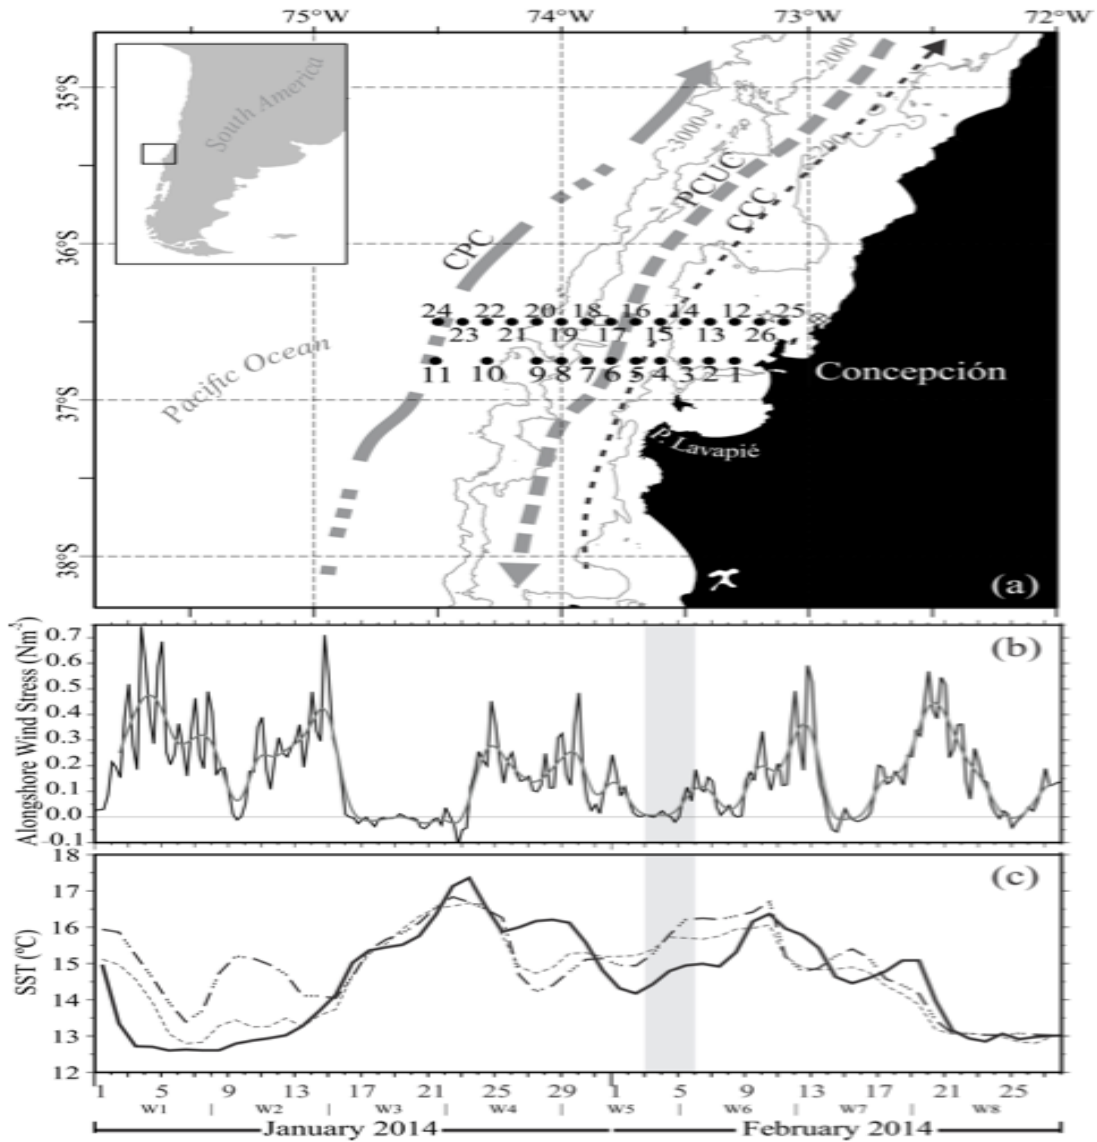 75°W 74°W 73°W 72°W
35°S
36°S
37°S
38°S
South America
Pacific Ocean
CPC
PCUC
CCC
3000
2000
200
24 22 20 18 16 14 12 25
23 21 19 17 15 13 26
11 10 9 8 7 6 5 4 3 2 1
Concepción
P. Lavapié
(a)
Alongshore Wind Stress (Nm⁻²)
0.7
0.6
0.5
0.4
0.3
0.2
0.1
0.0
0.1
(b)
SST (ºC)
18
17
16
15
14
13
12
(c)
1 5 9 13 17 21 25 29 1 5 9 13 17 21 25
W1 W2 W3 W4 W5 W6 W7 W8
January 2014 February 2014